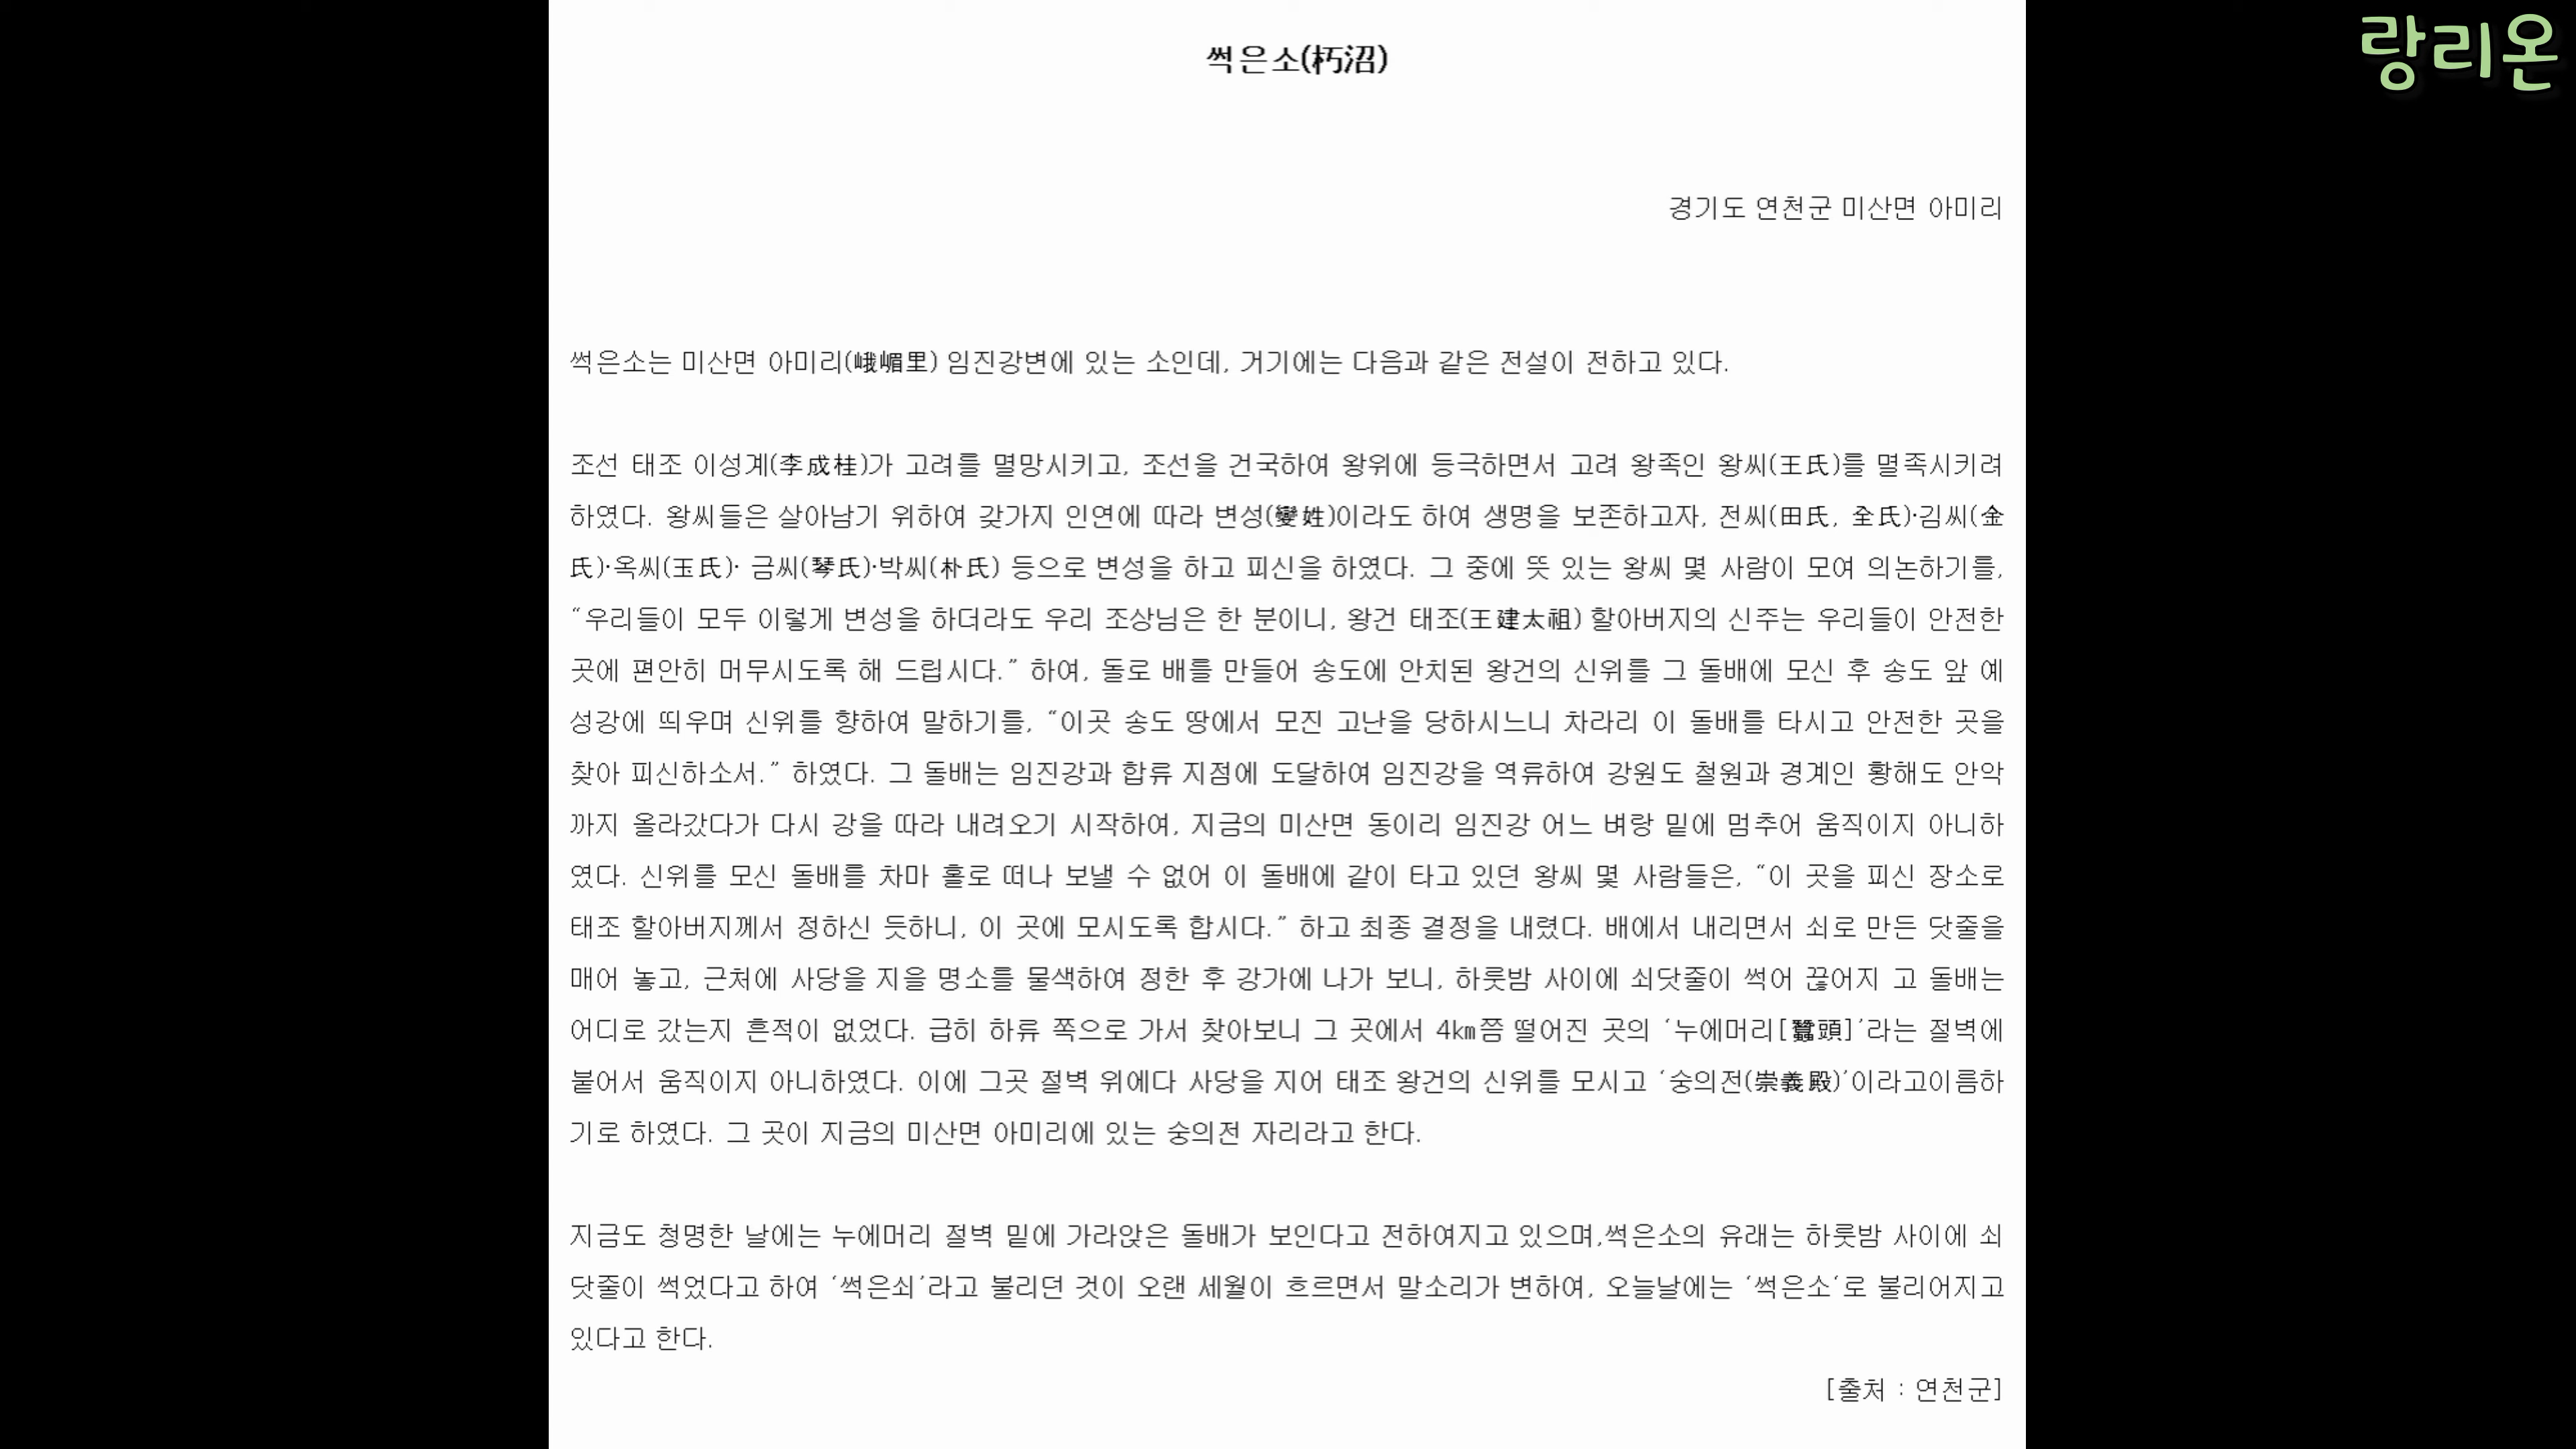 랑리온
썩은소(朽沼)
경기도 연천군 미산면 아미리
썩은소는 미산면 아미리(峨嵋里) 임진강변에 있는 소인데, 거기에는 다음과 같은 전설이 전하고 있다.
조선 태조 이성계(李成桂)가 고려를 멸망시키고, 조선을 건국하여 왕위에 등극하면서 고려 왕족인 왕씨(王氏)를 멸족시키려
하였다. 왕씨들은 살아남기 위하여 갖가지 인연에 따라 변성(變姓)이라도 하여 생명을 보존하고자, 전씨(田氏, 全氏)·김씨(金
氏)·옥씨(玉氏)· 금씨(琴氏)·박씨(朴氏) 등으로 변성을 하고 피신을 하였다. 그 중에 뜻 있는 왕씨 몇 사람이 모여 의논하기를,
“우리들이 모두 이렇게 변성을 하더라도 우리 조상님은 한 분이니, 왕건 태조(王建太祖) 할아버지의 신주는 우리들이 안전한
곳에 편안히 머무시도록 해 드립시다.” 하여, 돌로 배를 만들어 송도에 안치된 왕건의 신위를 그 돌배에 모신 후 송도 앞 예
성강에 띄우며 신위를 향하여 말하기를, “이곳 송도 땅에서 모진 고난을 당하시느니 차라리 이 돌배를 타시고 안전한 곳을
찾아 피신하소서.” 하였다. 그 돌배는 임진강과 합류 지점에 도달하여 임진강을 역류하여 강원도 철원과 경계인 황해도 안악
까지 올라갔다가 다시 강을 따라 내려오기 시작하여, 지금의 미산면 동이리 임진강 어느 벼랑 밑에 멈추어 움직이지 아니하
였다. 신위를 모신 돌배를 차마 홀로 떠나 보낼 수 없어 이 돌배에 같이 타고 있던 왕씨 몇 사람들은, “이 곳을 피신 장소로
태조 할아버지께서 정하신 듯하니, 이 곳에 모시도록 합시다.” 하고 최종 결정을 내렸다. 배에서 내리면서 쇠로 만든 닷줄을
매어 놓고, 근처에 사당을 지을 명소를 물색하여 정한 후 강가에 나가 보니, 하룻밤 사이에 쇠닷줄이 썩어 끊어지 고 돌배는
어디로 갔는지 흔적이 없었다. 급히 하류 쪽으로 가서 찾아보니 그 곳에서 4㎞쯤 떨어진 곳의 ‘누에머리[蠶頭]’라는 절벽에
붙어서 움직이지 아니하였다. 이에 그곳 절벽 위에다 사당을 지어 태조 왕건의 신위를 모시고 ‘숭의전(崇義殿)’이라고이름하
기로 하였다. 그 곳이 지금의 미산면 아미리에 있는 숭의전 자리라고 한다.
지금도 청명한 날에는 누에머리 절벽 밑에 가라앉은 돌배가 보인다고 전하여지고 있으며,썩은소의 유래는 하룻밤 사이에 쇠
닷줄이 썩었다고 하여 ‘썩은쇠’라고 불리던 것이 오랜 세월이 흐르면서 말소리가 변하여, 오늘날에는 ‘썩은소‘로 불리어지고
있다고 한다.
[출처 : 연천군]